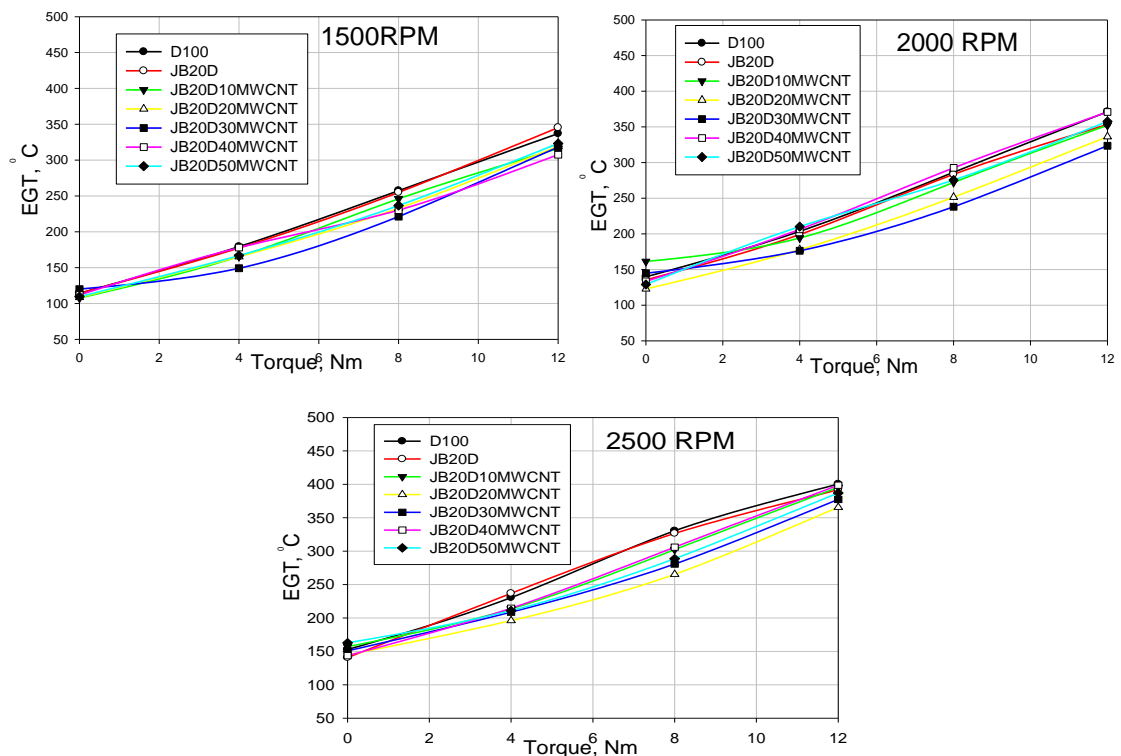 1500RPM
EGT, °C
500
450
400
350
300
250
200
150
100
50
D100
JB20D
JB20D10MWCNT
JB20D20MWCNT
JB20D30MWCNT
JB20D40MWCNT
JB20D50MWCNT
0 2 4 6 8 10 12
Torque, Nm
2000 RPM
EGT, °C
500
450
400
350
300
250
200
150
100
50
D100
JB20D
JB20D10MWCNT
JB20D20MWCNT
JB20D30MWCNT
JB20D40MWCNT
JB20D50MWCNT
0 2 4 6 8 10 12
Torque, Nm
2500 RPM
EGT, °C
500
450
400
350
300
250
200
150
100
50
D100
JB20D
JB20D10MWCNT
JB20D20MWCNT
JB20D30MWCNT
JB20D40MWCNT
JB20D50MWCNT
0 2 4 6 8 10 12
Torque, Nm